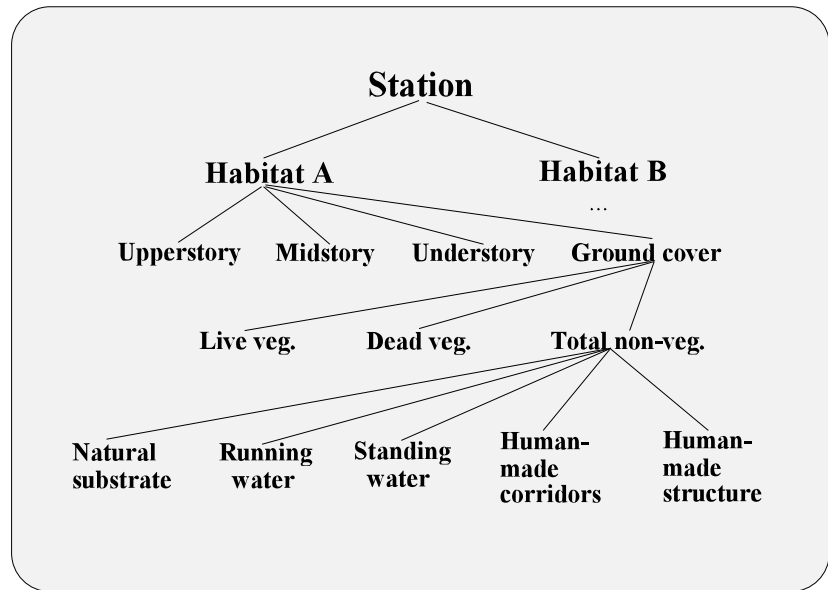 Station
Habitat A
Habitat B
...
Upperstory
Midstory
Understory
Ground cover
Live veg.
Dead veg.
Total non-veg.
Natural
substrate
Running
water
Standing
water
Human-
made
corridors
Human-
made
structure